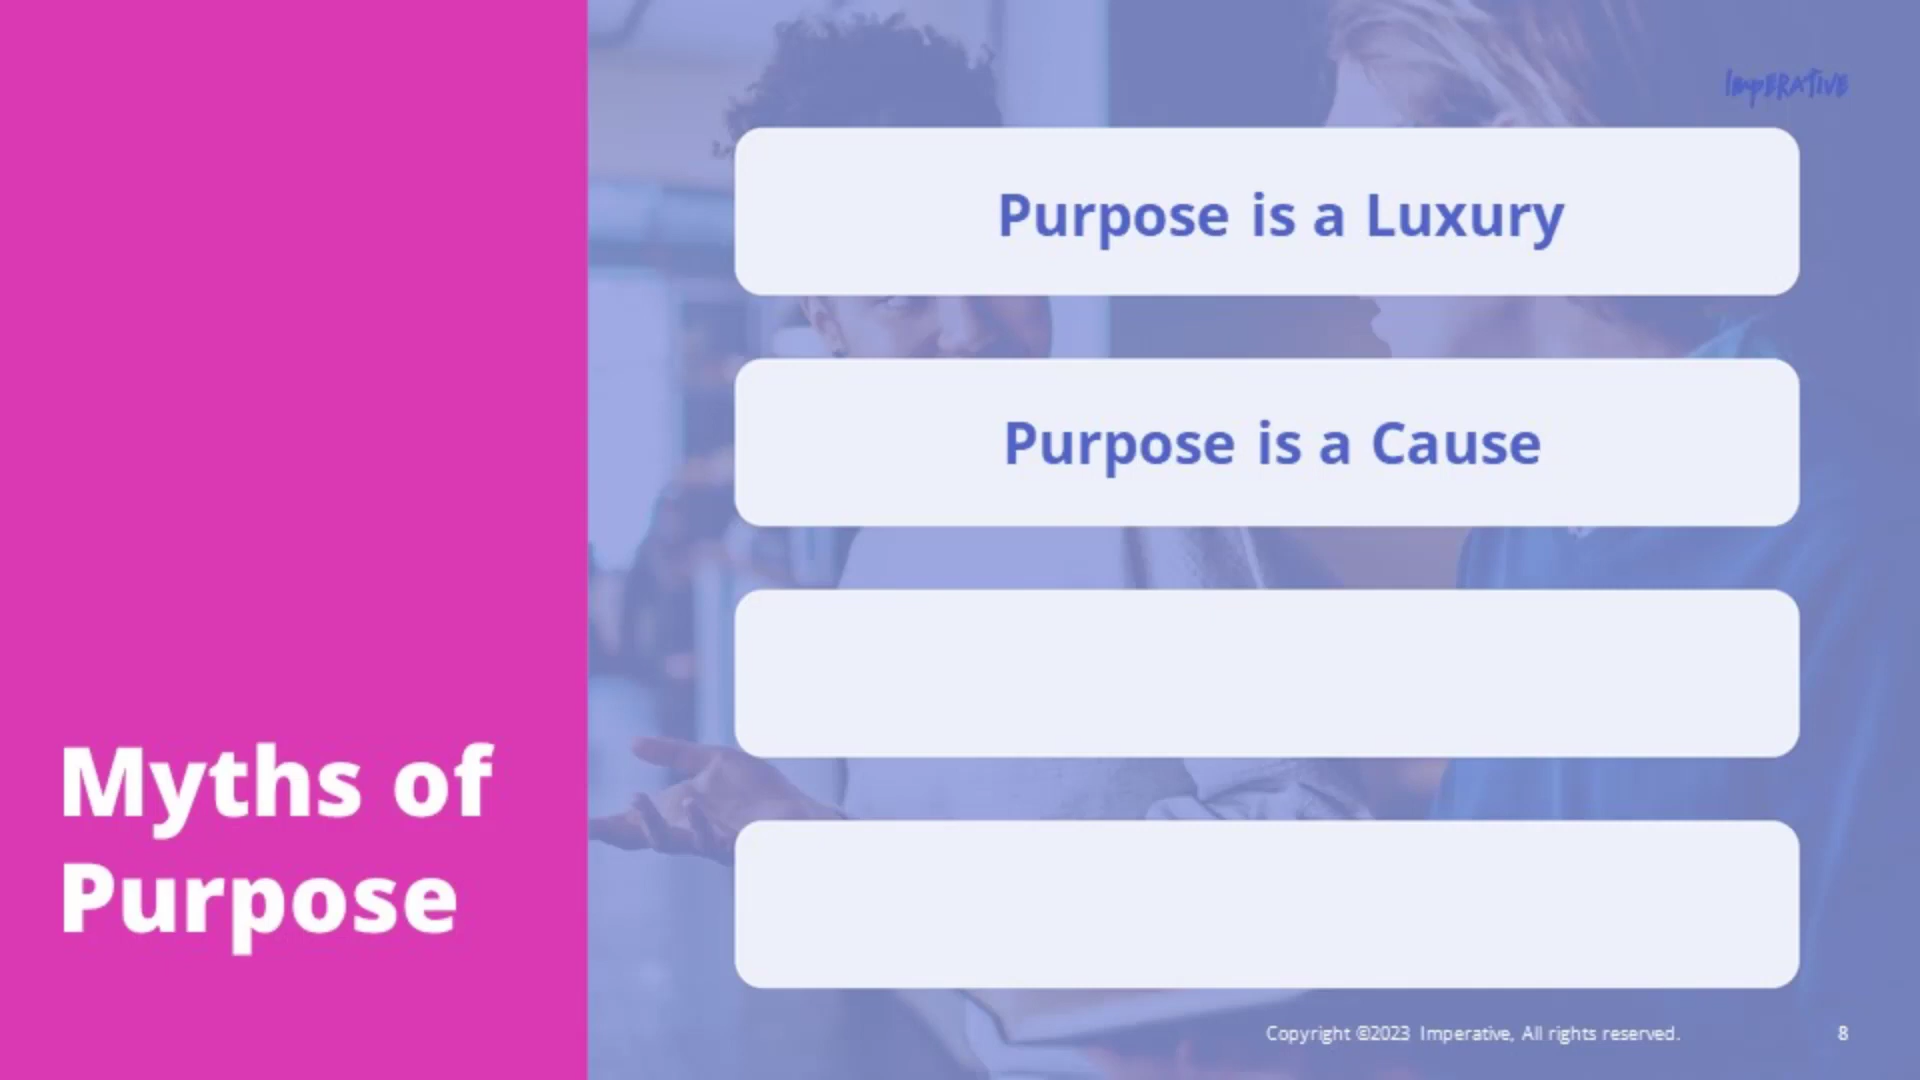 Imperative
Purpose is a Luxury
Purpose is a Cause
Myths of
Purpose
Copyright ©2023 Imperative, All rights reserved.
8